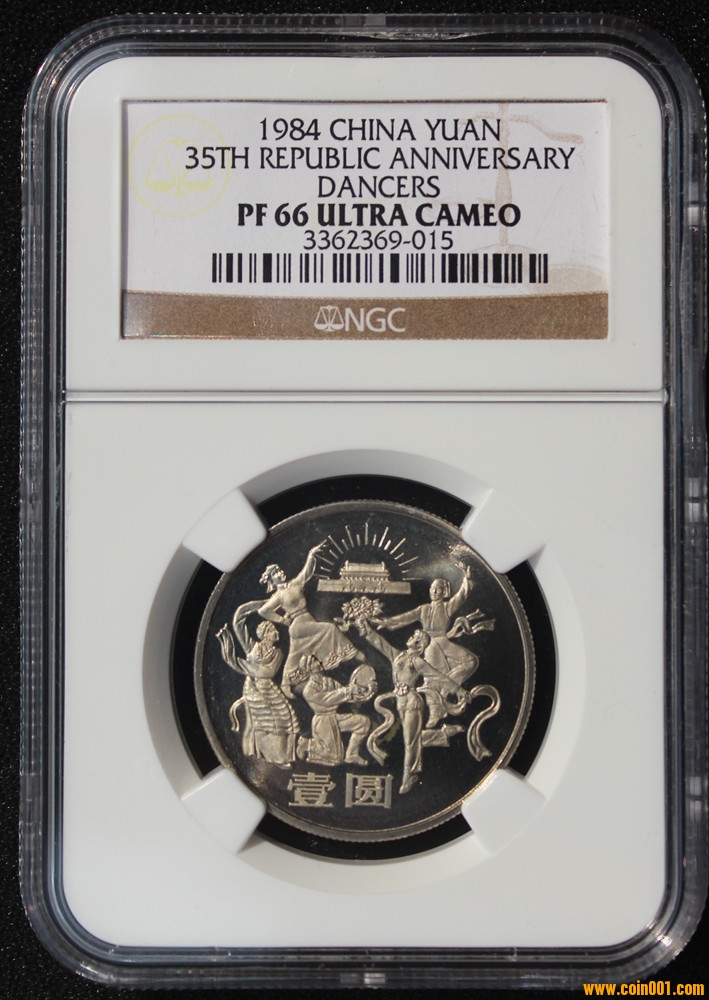 1984 CHINA YUAN
35TH REPUBLIC ANNIVERSARY
DANCERS
PF 66 ULTRA CAMEO
3362369-015
NGC
壹圆
www.coin001.com